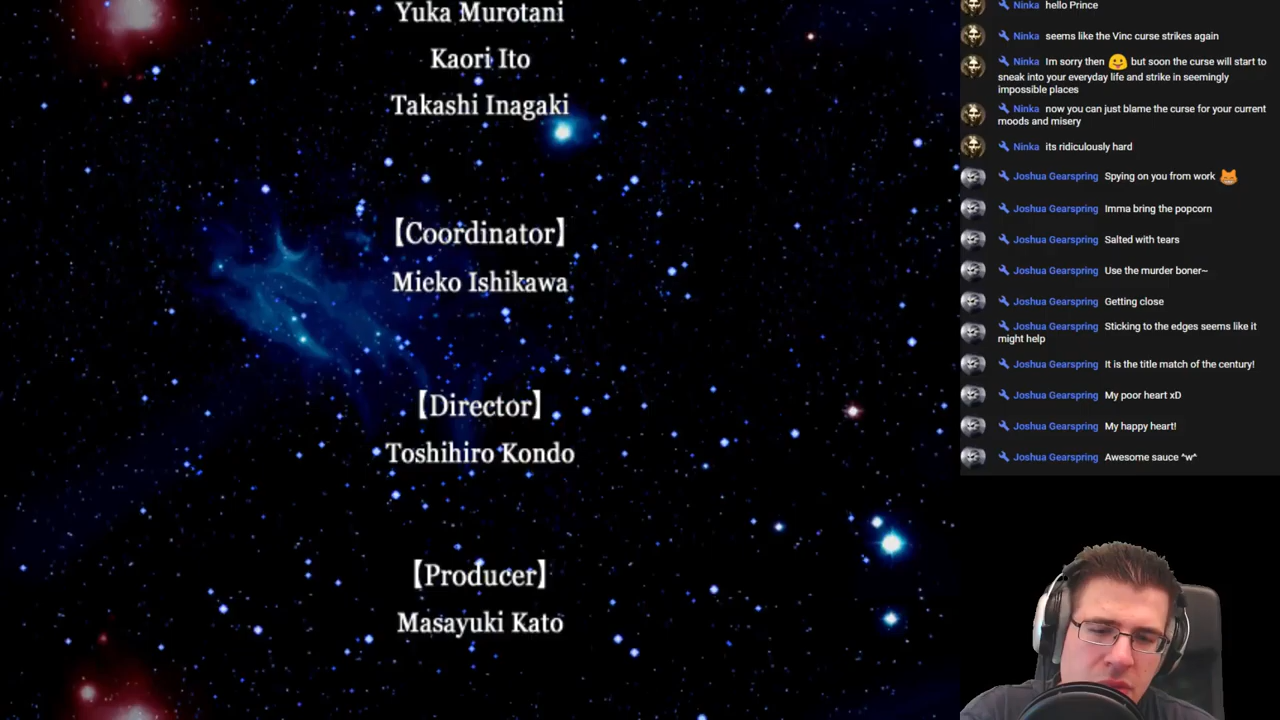 Yuka Murotani
Kaori Ito
Takashi Inagaki
【Coordinator】
Mieko Ishikawa
【Director】
Toshihiro Kondo
【Producer】
Masayuki Kato
Ninka hello Prince
Ninka seems like the Vinc curse strikes again
Ninka Im sorry then but soon the curse will start to
sneak into your everyday life and strike in seemingly
impossible places
Ninka now you can just blame the curse for your current
moods and misery
Ninka its ridiculously hard
Joshua Gearspring Spying on you from work
Joshua Gearspring Imma bring the popcorn
Joshua Gearspring Salted with tears
Joshua Gearspring Use the murder boner~
Joshua Gearspring Getting close
Joshua Gearspring Sticking to the edges seems like it
might help
Joshua Gearspring It is the title match of the century!
Joshua Gearspring My poor heart xD
Joshua Gearspring My happy heart!
Joshua Gearspring Awesome sauce ^w^